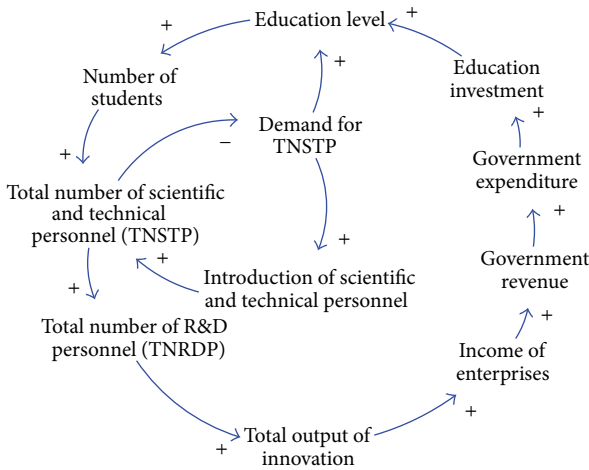 +
Education level
+
Number of
students
+
Education
investment
+
Demand for
TNSTP
−
+
Government
expenditure
+
Total number of scientific
and technical
personnel (TNSTP)
+
+
Government
revenue
+
Introduction of scientific
and technical personnel
+
Total number of R&D
personnel (TNRDP)
+
Income of
enterprises
+
Total output of
innovation
+
+